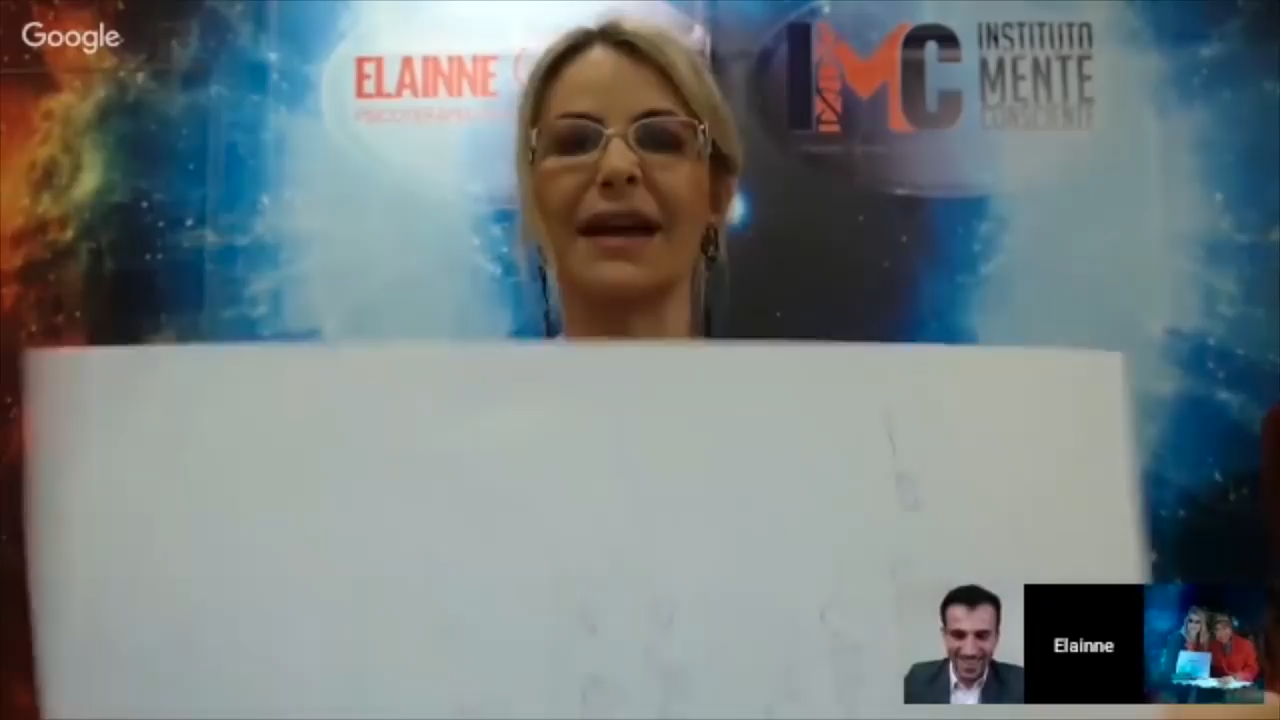 Google
ELAINNE
IMC
INSTITUTO
MENTE
CONSCIENTE
Elainne